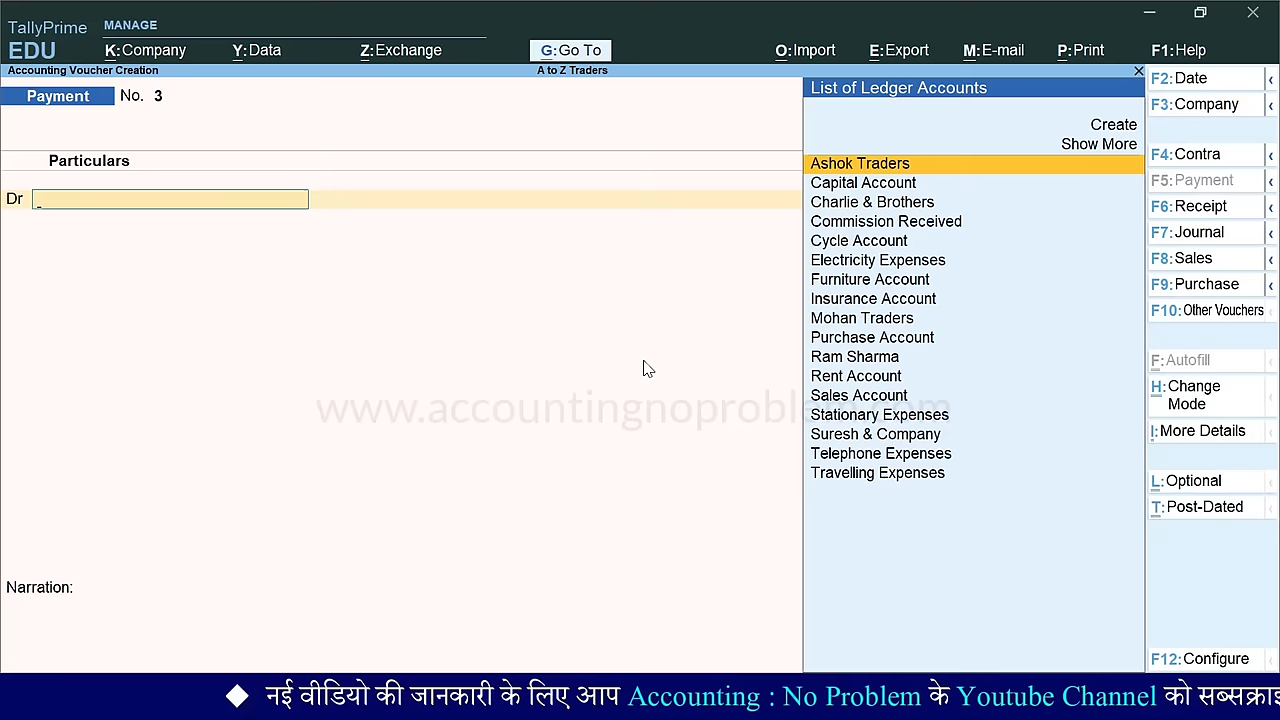 TallyPrime
EDU
MANAGE
K:Company Y:Data Z:Exchange G:Go To O:Import E:Export M:E-mail P:Print F1:Help
Accounting Voucher Creation A to Z Traders
Payment No. 3
Particulars
Dr
Narration:
List of Ledger Accounts
Create
Show More
Ashok Traders
Capital Account
Charlie & Brothers
Commission Received
Cycle Account
Electricity Expenses
Furniture Account
Insurance Account
Mohan Traders
Purchase Account
Ram Sharma
Rent Account
Sales Account
Stationary Expenses
Suresh & Company
Telephone Expenses
Travelling Expenses
F2:Date
F3:Company
F4:Contra
F5:Payment
F6:Receipt
F7:Journal
F8:Sales
F9:Purchase
F10:Other Vouchers
F:Autofill
H:Change
Mode
I:More Details
L:Optional
T:Post-Dated
F12:Configure
www.accountingnoproblem.com
◆ नई वीडियो की जानकारी के लिए आप Accounting : No Problem के Youtube Channel को